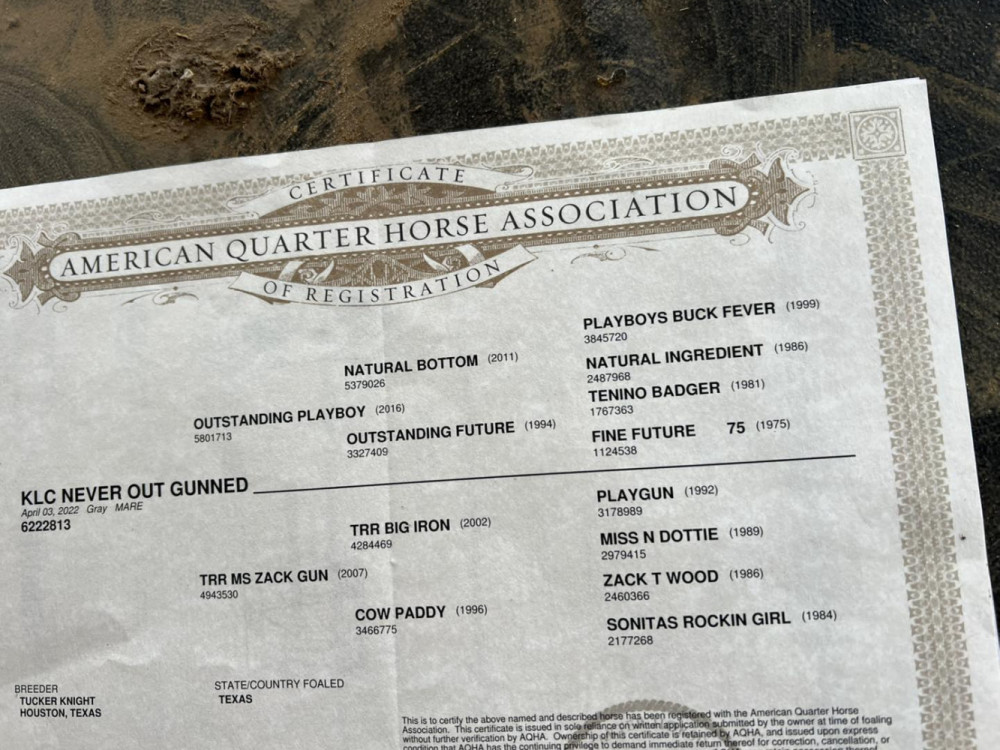 CERTIFICATE
AMERICAN QUARTER HORSE ASSOCIATION
OF REGISTRATION
PLAYBOYS BUCK FEVER (1999)
3845720
NATURAL BOTTOM (2011)
5379026
NATURAL INGREDIENT (1986)
2487968
OUTSTANDING PLAYBOY (2016)
5801713
TENINO BADGER (1981)
1767363
OUTSTANDING FUTURE (1994)
3327409
FINE FUTURE 75 (1975)
1124538
KLC NEVER OUT GUNNED
April 03, 2022 Gray MARE
6222813
PLAYGUN (1992)
3178989
TRR BIG IRON (2002)
4284469
MISS N DOTTIE (1989)
2979415
TRR MS ZACK GUN (2007)
4943530
ZACK T WOOD (1986)
2460366
COW PADDY (1996)
3466775
SONITAS ROCKIN GIRL (1984)
2177268
BREEDER
TUCKER KNIGHT
HOUSTON, TEXAS
STATE/COUNTRY FOALED
TEXAS
This is to certify the above named and described horse has been registered with the American Quarter Horse
Association. This certificate is issued in sole reliance on written application submitted by the owner at time of foaling
without further verification by AQHA. Ownership of this certificate is retained by AQHA, and issued upon express
condition that AQHA has the continuing privilege to demand immediate return thereof for correction, cancellation, or